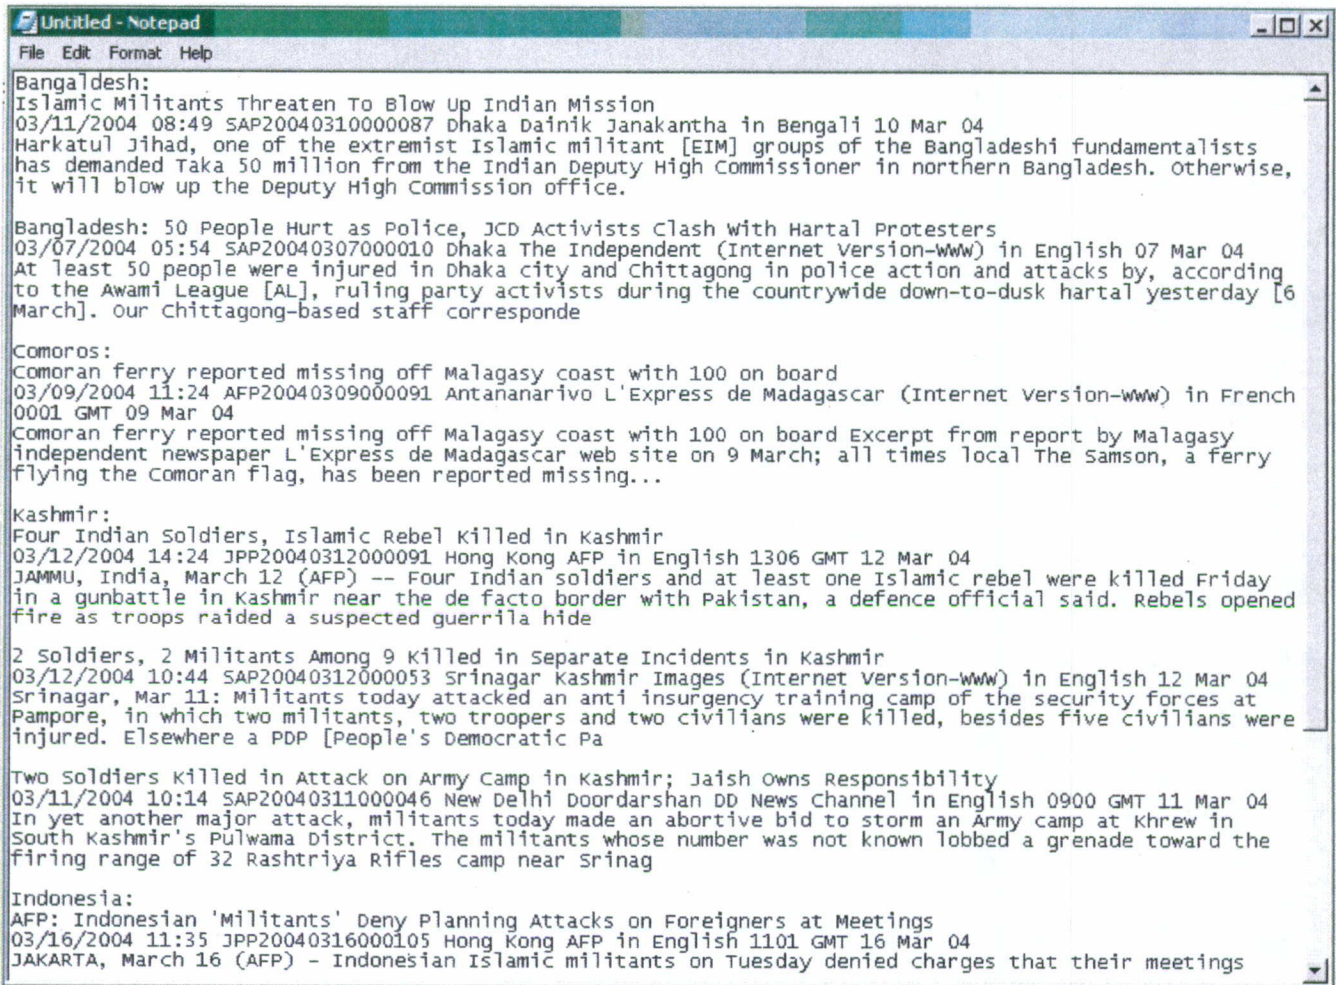 Untitled - Notepad
File Edit Format Help
Bangaldesh:
Islamic Militants Threaten To Blow Up Indian Mission
03/11/2004 08:49 SAP20040310000087 Dhaka Dainik Janakantha in Bengali 10 Mar 04
Harkatul Jihad, one of the extremist Islamic militant [EIM] groups of the Bangladeshi fundamentalists
has demanded Taka 50 million from the Indian Deputy High Commissioner in northern Bangladesh. Otherwise,
it will blow up the Deputy High Commission office.
Bangladesh: 50 People Hurt as Police, JCD Activists Clash With Hartal Protesters
03/07/2004 05:54 SAP20040307000010 Dhaka The Independent (Internet Version-WWW) in English 07 Mar 04
At least 50 people were injured in Dhaka city and Chittagong in police action and attacks by, according
to the Awami League [AL], ruling party activists during the countrywide down-to-dusk hartal yesterday [6
March]. Our Chittagong-based staff corresponde
Comoros:
Comoran ferry reported missing off Malagasy coast with 100 on board
03/09/2004 11:24 AFP20040309000091 Antananarivo L'Express de Madagascar (Internet Version-WWW) in French
0001 GMT 09 Mar 04
Comoran ferry reported missing off Malagasy coast with 100 on board Excerpt from report by Malagasy
independent newspaper L'Express de Madagascar web site on 9 March; all times local The Samson, a ferry
flying the Comoran flag, has been reported missing...
Kashmir:
Four Indian Soldiers, Islamic Rebel Killed in Kashmir
03/12/2004 14:24 JPP20040312000091 Hong Kong AFP in English 1306 GMT 12 Mar 04
JAMMU, India, March 12 (AFP) -- Four Indian soldiers and at least one Islamic rebel were killed Friday
in a gunbattle in Kashmir near the de facto border with Pakistan, a defence official said. Rebels opened
fire as troops raided a suspected guerrila hide
2 Soldiers, 2 Militants Among 9 Killed in Separate Incidents in Kashmir
03/12/2004 10:44 SAP20040312000053 Srinagar Kashmir Images (Internet Version-WWW) in English 12 Mar 04
Srinagar, Mar 11: Militants today attacked an anti insurgency training camp of the security forces at
Pampore, in which two militants, two troopers and two civilians were killed, besides five civilians were
injured. Elsewhere a PDP [People's Democratic Pa
Two Soldiers Killed in Attack on Army Camp in Kashmir; Jaish Owns Responsibility
03/11/2004 10:14 SAP20040311000046 New Delhi Doordarshan DD News Channel in English 0900 GMT 11 Mar 04
In yet another major attack, militants today made an abortive bid to storm an Army camp at Khrew in
South Kashmir's Pulwama District. The militants whose number was not known lobbed a grenade toward the
firing range of 32 Rashtriya Rifles camp near Srinag
Indonesia:
AFP: Indonesian 'Militants' Deny Planning Attacks on Foreigners at Meetings
03/16/2004 11:35 JPP20040316000105 Hong Kong AFP in English 1101 GMT 16 Mar 04
JAKARTA, March 16 (AFP) - Indonesian Islamic militants on Tuesday denied charges that their meetings